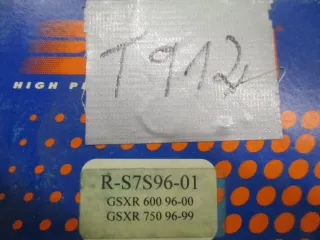 T912
HIGH P
R-S7S96-01
GSXR 600 96-00
GSXR 750 96-99